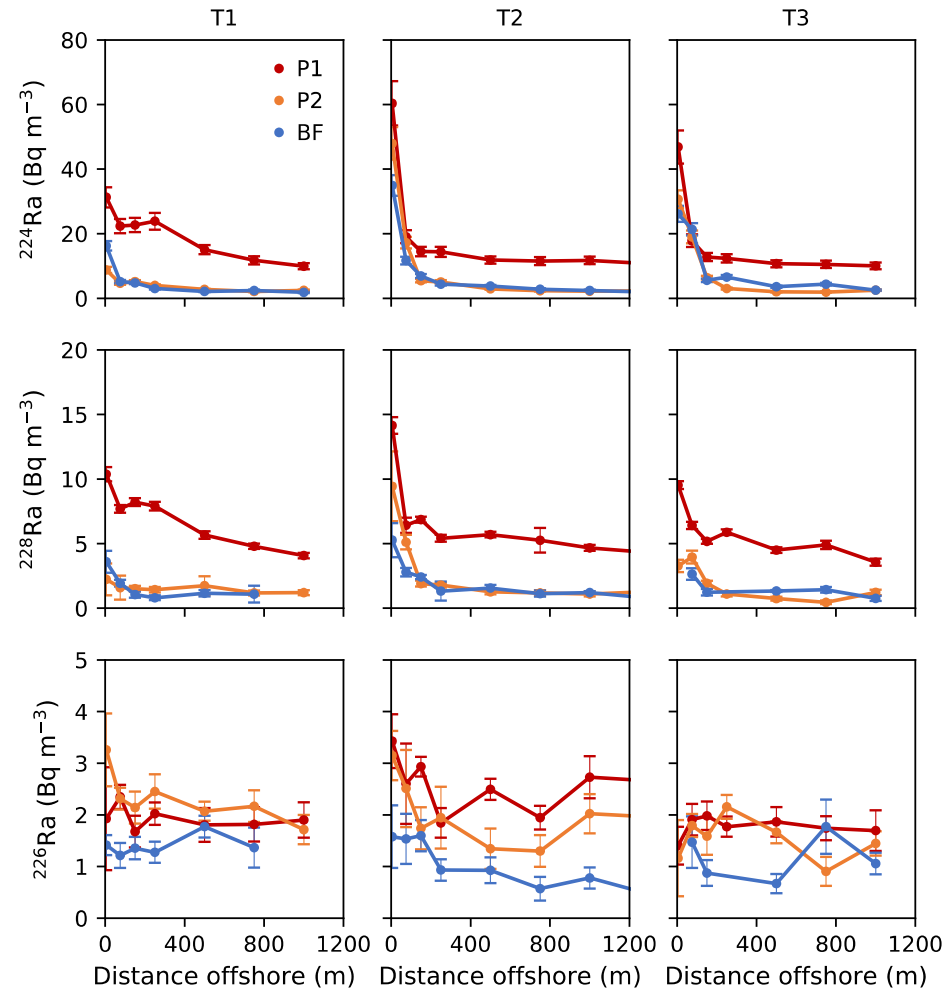 T1 T2 T3
80
60
40
20
0
²²⁴Ra (Bq m⁻³)
P1
P2
BF
20
15
10
5
0
²²⁸Ra (Bq m⁻³)
5
4
3
2
1
0
²²⁶Ra (Bq m⁻³)
0 400 800 1200 0 400 800 1200 0 400 800 1200
Distance offshore (m) Distance offshore (m) Distance offshore (m)